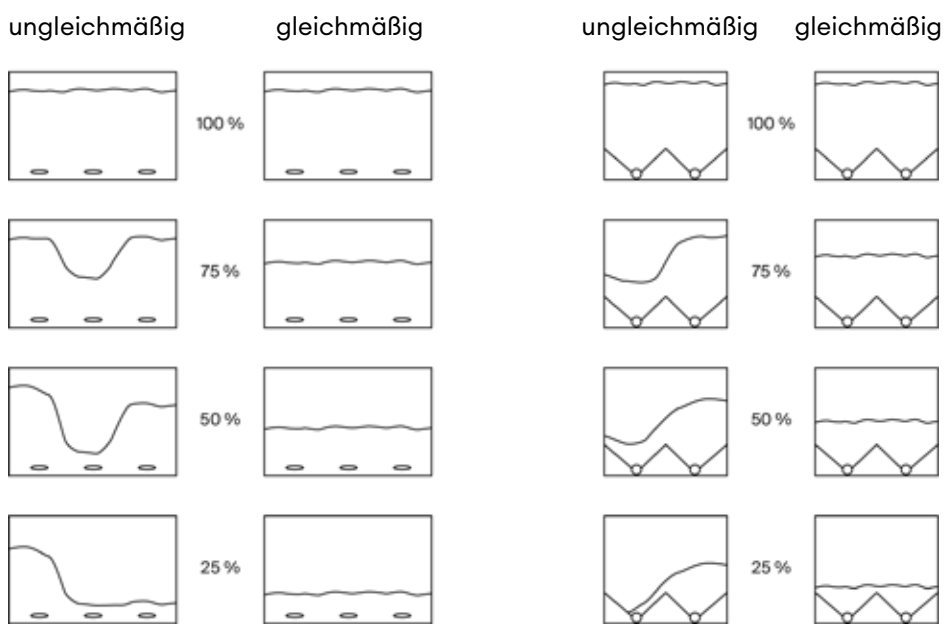 ungleichmäßig gleichmäßig ungleichmäßig gleichmäßig
100 % 100 %
75 % 75 %
50 % 50 %
25 % 25 %